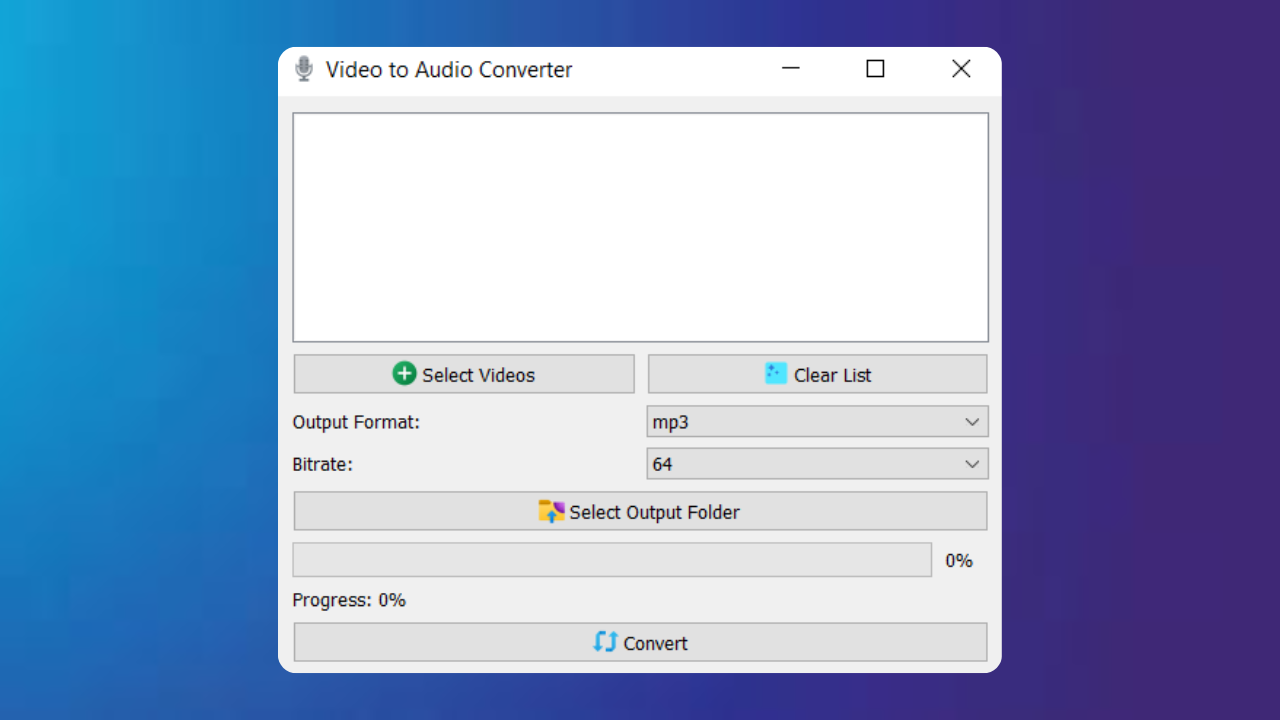 Video to Audio Converter
Select Videos
Clear List
Output Format:
mp3
Bitrate:
64
Select Output Folder
0%
Progress: 0%
Convert